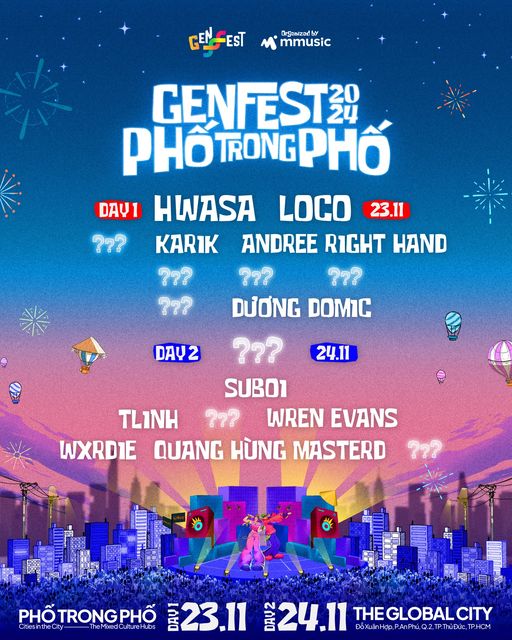 GENFEST
Organized by
mmusic
GENFEST 2024
PHỐ TRONG PHỐ
DAY 1 HWASA LOCO 23.11
??? KARIK ANDREE RIGHT HAND
??? ??? ???
??? DƯƠNG DOMIC
DAY 2 ??? 24.11
SUBOI
TLINH ??? WREN EVANS
WXRDIE QUANG HÙNG MASTERD ???
PHỐ TRONG PHỐ
Cities in the City The Mixed Culture Hubs
DAY 1 23.11
DAY 2 24.11
THE GLOBAL CITY
Đỗ Xuân Hợp, P.An Phú, Q.2, TP.Thủ Đức, TP.HCM